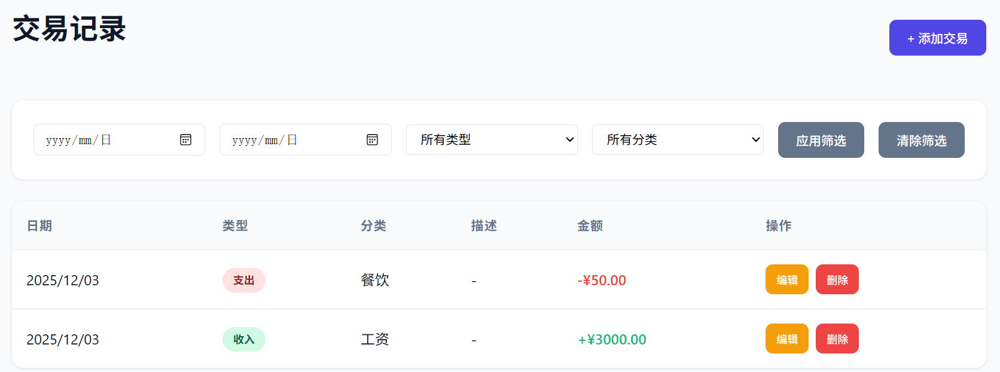 交易记录
+ 添加交易
yyyy/mm/日 yyyy/mm/日 所有类型 所有分类 应用筛选 清除筛选
日期 类型 分类 描述 金额 操作
2025/12/03 支出 餐饮 - -¥50.00 编辑 删除
2025/12/03 收入 工资 - +¥3000.00 编辑 删除